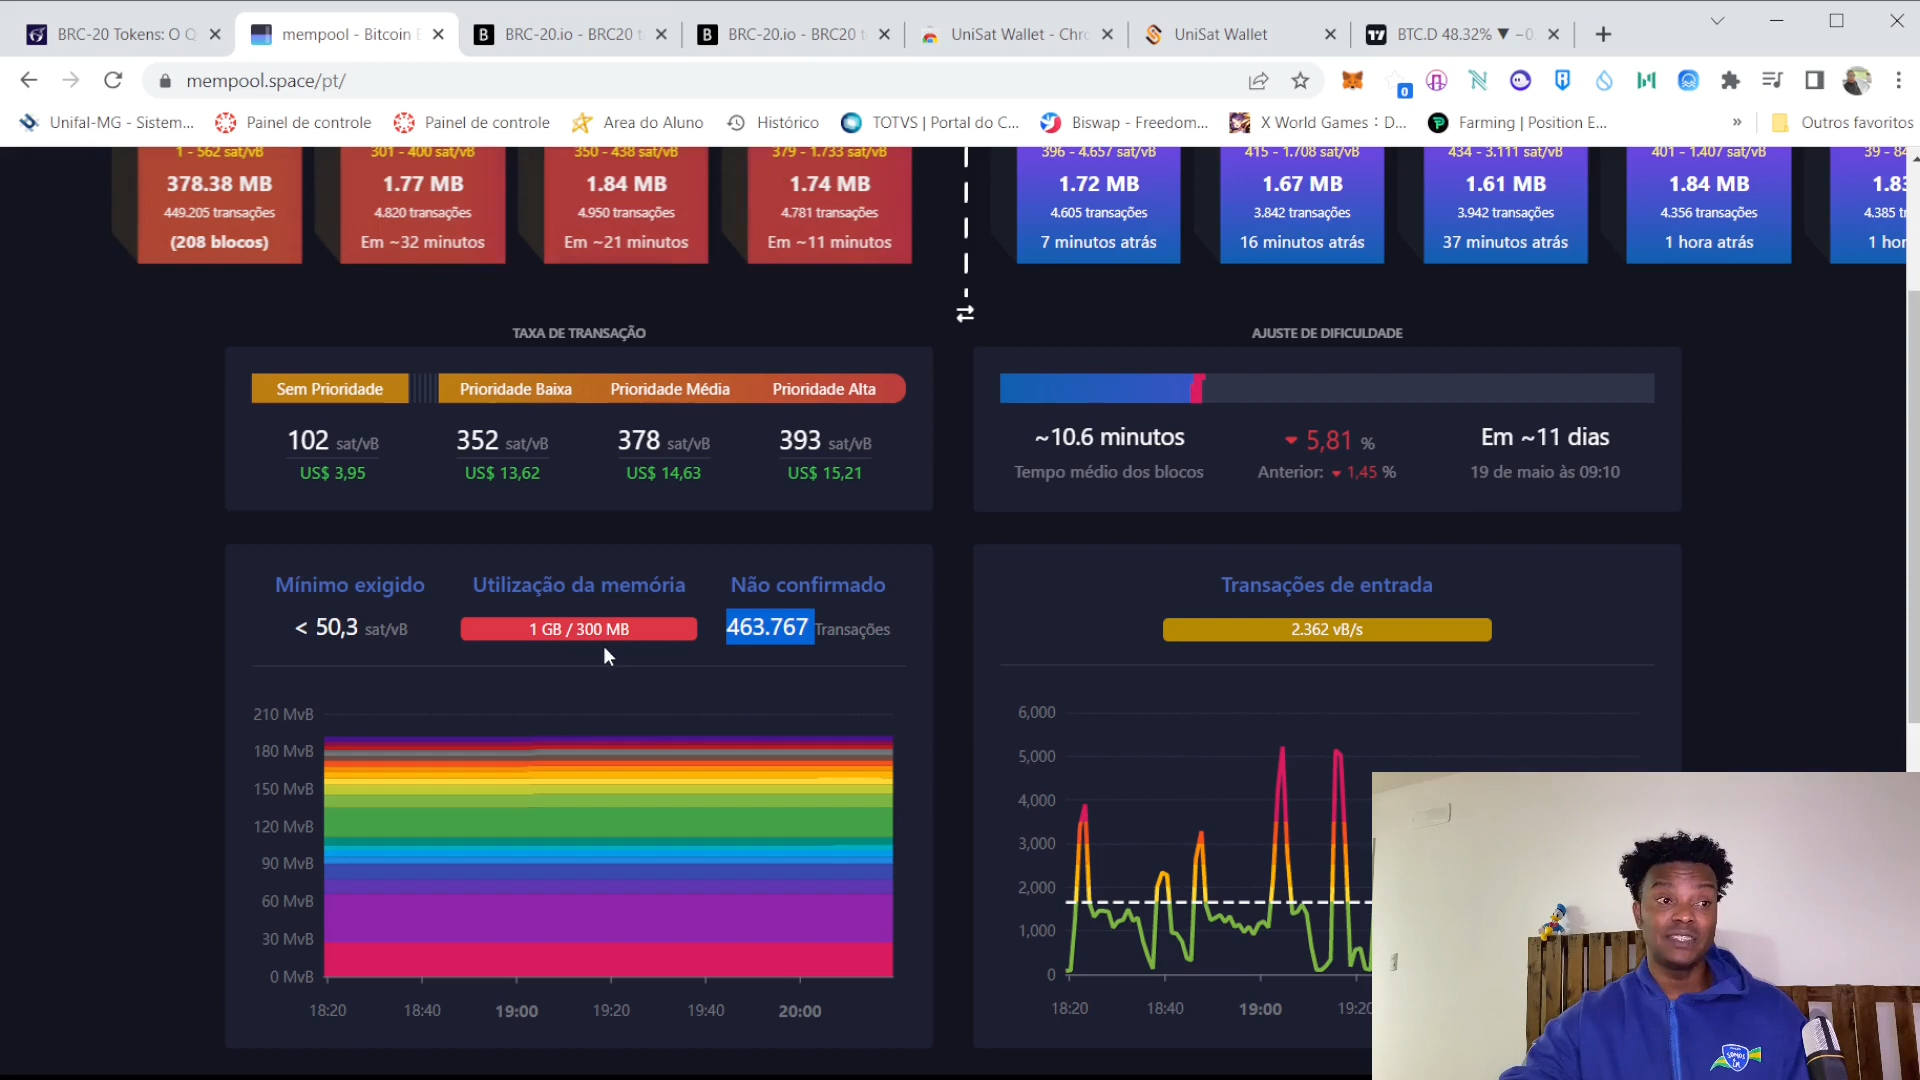 BRC-20 Tokens: O Q
mempool - Bitcoin E
BRC-20.io - BRC20 t
BRC-20.io - BRC20 t
UniSat Wallet - Chr
UniSat Wallet
BTC.D 48.32% ▼ −0.
mempool.space/pt/
0
Unifal-MG - Sistem...
Painel de controle
Painel de controle
Area do Aluno
Histórico
TOTVS | Portal do C...
Biswap - Freedom...
X World Games : D...
Farming | Position E...
»
Outros favoritos
1 - 562 sat/vB
301 - 400 sat/vB
350 - 438 sat/vB
379 - 1.733 sat/vB
396 - 4.657 sat/vB
415 - 1.708 sat/vB
434 - 3.111 sat/vB
401 - 1.407 sat/vB
39 - 84
378.38 MB
1.77 MB
1.84 MB
1.74 MB
1.72 MB
1.67 MB
1.61 MB
1.84 MB
1.83
449.205 transações
4.820 transações
4.950 transações
4.781 transações
4.605 transações
3.842 transações
3.942 transações
4.356 transações
4.385 tr
(208 blocos)
Em ~32 minutos
Em ~21 minutos
Em ~11 minutos
7 minutos atrás
16 minutos atrás
37 minutos atrás
1 hora atrás
1 hor
TAXA DE TRANSAÇÃO
Sem Prioridade
Prioridade Baixa
Prioridade Média
Prioridade Alta
102 sat/vB
352 sat/vB
378 sat/vB
393 sat/vB
US$ 3,95
US$ 13,62
US$ 14,63
US$ 15,21
AJUSTE DE DIFICULDADE
~10.6 minutos
▼ 5,81 %
Em ~11 dias
Tempo médio dos blocos
Anterior: ▼ 1,45 %
19 de maio às 09:10
Mínimo exigido
Utilização da memória
Não confirmado
< 50,3 sat/vB
1 GB / 300 MB
463.767 Transações
210 MvB
180 MvB
150 MvB
120 MvB
90 MvB
60 MvB
30 MvB
0 MvB
18:20
18:40
19:00
19:20
19:40
20:00
Transações de entrada
2.362 vB/s
6,000
5,000
4,000
3,000
2,000
1,000
0
18:20
18:40
19:00
19:20
SOMOS